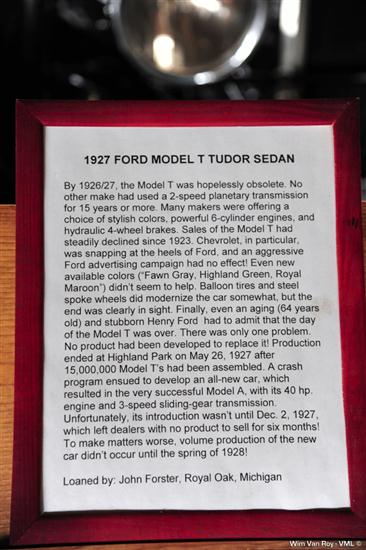 1927 FORD MODEL T TUDOR SEDAN
By 1926/27, the Model T was hopelessly obsolete. No
other make had used a 2-speed planetary transmission
for 15 years or more. Many makers were offering a
choice of stylish colors, powerful 6-cylinder engines, and
hydraulic 4-wheel brakes. Sales of the Model T had
steadily declined since 1923. Chevrolet, in particular,
was snapping at the heels of Ford, and an aggressive
Ford advertising campaign had no effect! Even new
available colors ("Fawn Gray, Highland Green, Royal
Maroon") didn't seem to help. Balloon tires and steel
spoke wheels did modernize the car somewhat, but the
end was clearly in sight. Finally, even an aging (64 years
old) and stubborn Henry Ford had to admit that the day
of the Model T was over. There was only one problem.
No product had been developed to replace it! Production
ended at Highland Park on May 26, 1927 after
15,000,000 Model T's had been assembled. A crash
program ensued to develop an all-new car, which
resulted in the very successful Model A, with its 40 hp.
engine and 3-speed sliding-gear transmission.
Unfortunately, its introduction wasn't until Dec. 2, 1927,
which left dealers with no product to sell for six months!
To make matters worse, volume production of the new
car didn't occur until the spring of 1928!
Loaned by: John Forster, Royal Oak, Michigan
Wim Van Roy - VML ©